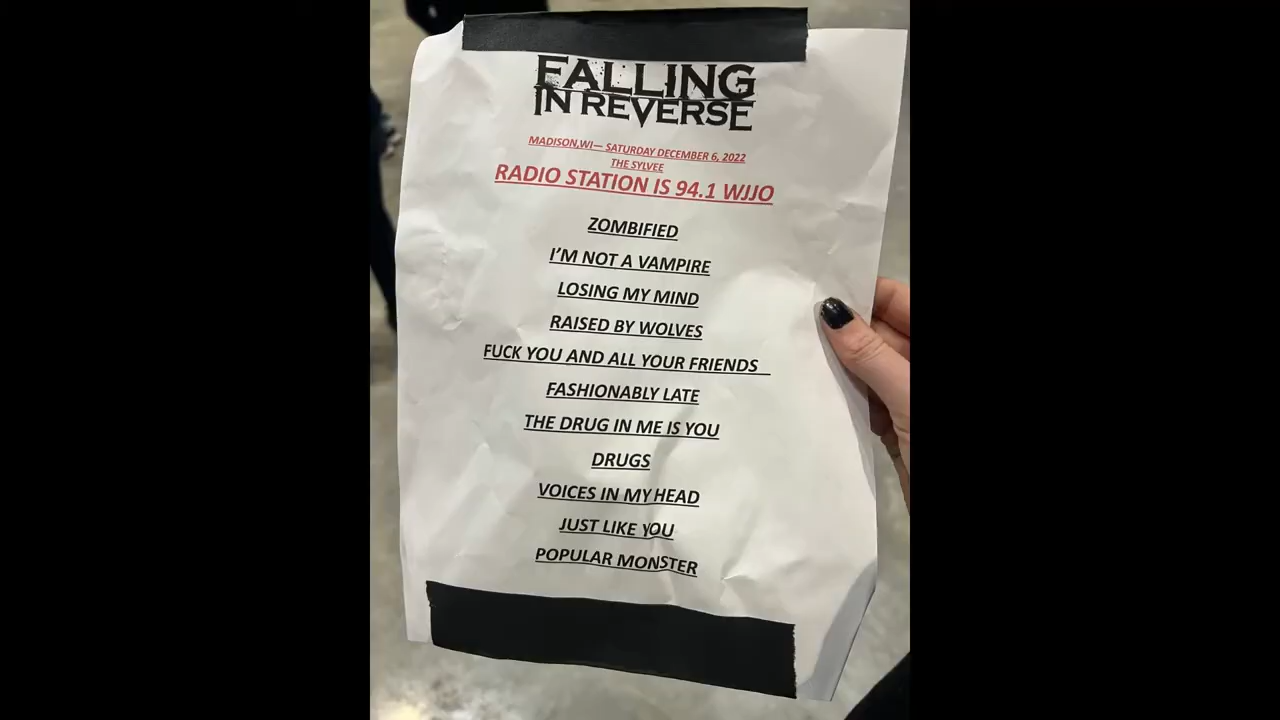 FALLING
IN REVERSE
MADISON,WI— SATURDAY DECEMBER 6, 2022
THE SYLVEE
RADIO STATION IS 94.1 WJJO
ZOMBIFIED
I'M NOT A VAMPIRE
LOSING MY MIND
RAISED BY WOLVES
FUCK YOU AND ALL YOUR FRIENDS
FASHIONABLY LATE
THE DRUG IN ME IS YOU
DRUGS
VOICES IN MY HEAD
JUST LIKE YOU
POPULAR MONSTER